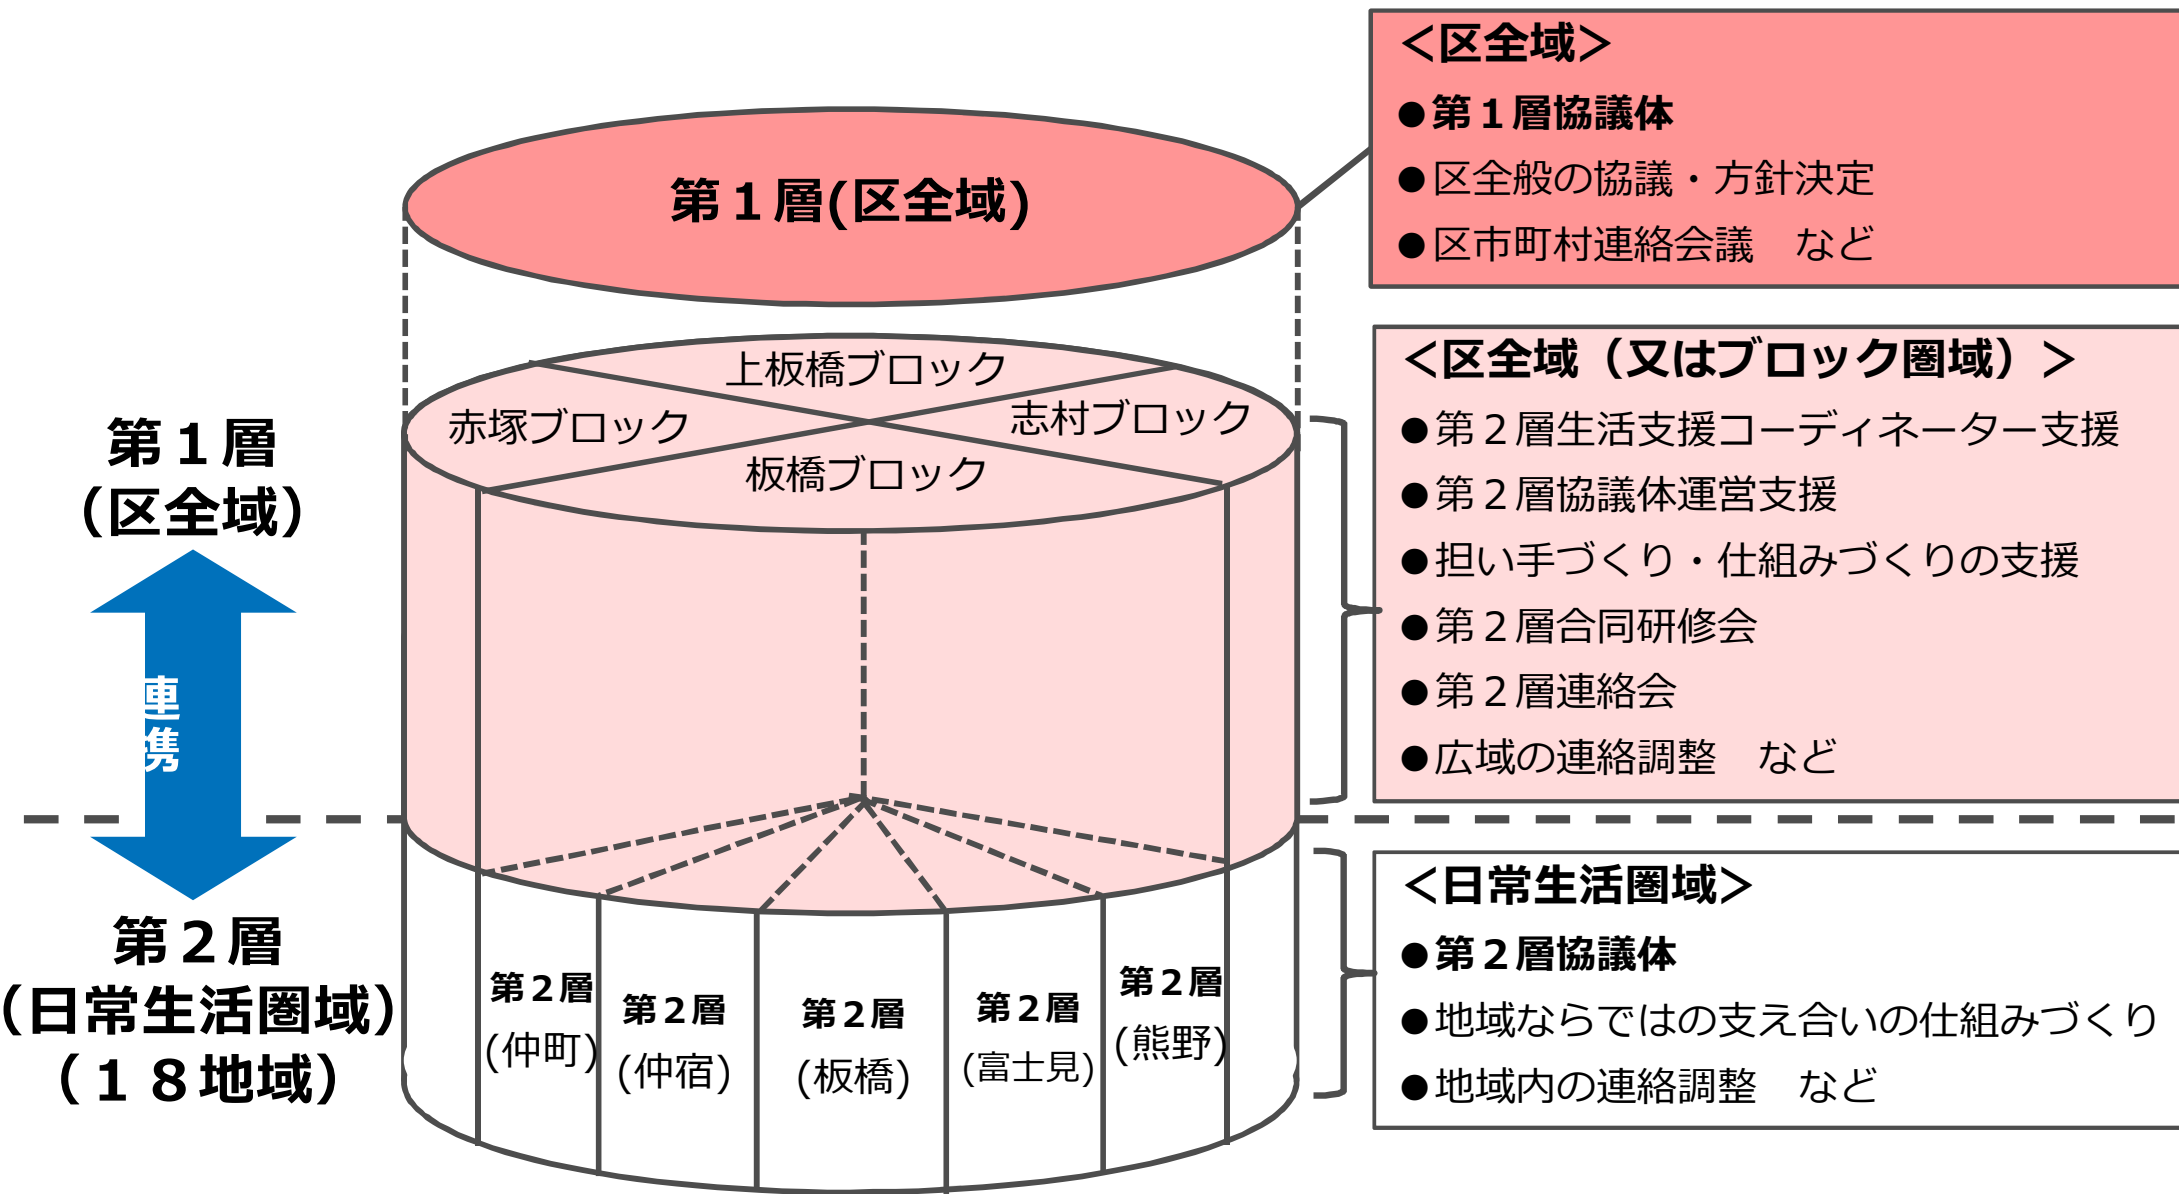 第１層(区全域)
上板橋ブロック
赤塚ブロック
志村ブロック
板橋ブロック
第１層
（区全域）
連
携
第２層
（日常生活圏域）
（１８地域）
第２層
(仲町)
第２層
(仲宿)
第２層
(板橋)
第２層
(富士見)
第２層
(熊野)
＜区全域＞
●第１層協議体
●区全般の協議・方針決定
●区市町村連絡会議　など
＜区全域（又はブロック圏域）＞
●第２層生活支援コーディネーター支援
●第２層協議体運営支援
●担い手づくり・仕組みづくりの支援
●第２層合同研修会
●第２層連絡会
●広域の連絡調整　など
＜日常生活圏域＞
●第２層協議体
●地域ならではの支え合いの仕組みづくり
●地域内の連絡調整　など